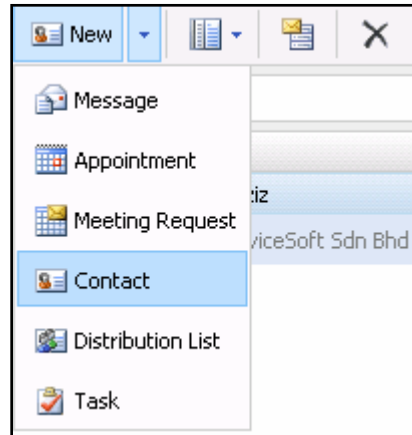 New
Message
Appointment
iz
Meeting Request
viceSoft Sdn Bhd
Contact
Distribution List
Task